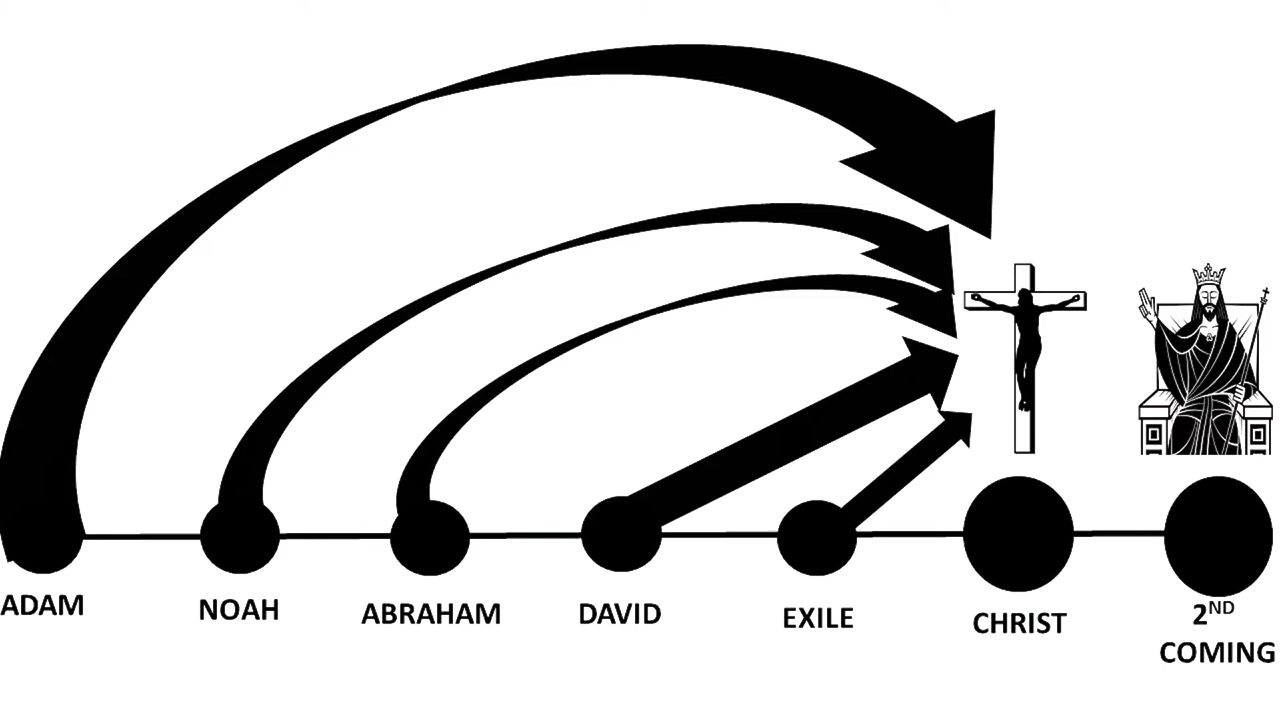 ADAM
NOAH
ABRAHAM
DAVID
EXILE
CHRIST
2ND
COMING